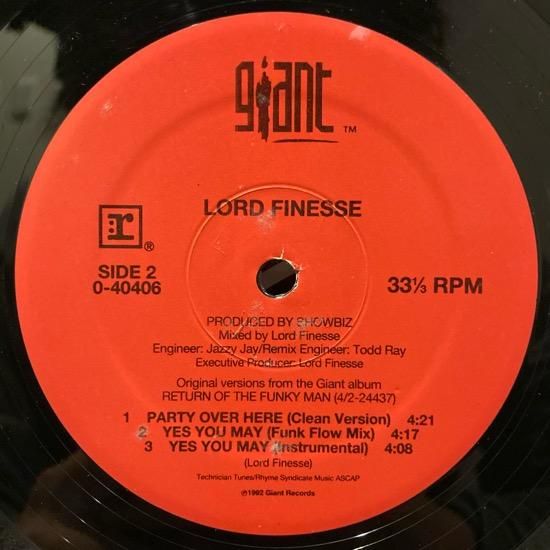 giant TM
LORD FINESSE
r ®
SIDE 2
0-40406
33⅓ RPM
PRODUCED BY SHOWBIZ
Mixed by Lord Finesse
Engineer: Jazzy Jay/Remix Engineer: Todd Ray
Executive Producer: Lord Finesse
Original versions from the Giant album
RETURN OF THE FUNKY MAN (4/2-24437)
1 PARTY OVER HERE (Clean Version) 4:21
2 YES YOU MAY (Funk Flow Mix) 4:17
3 YES YOU MAY (Instrumental) 4:08
(Lord Finesse)
Technician Tunes/Rhyme Syndicate Music ASCAP
℗1992 Giant Records